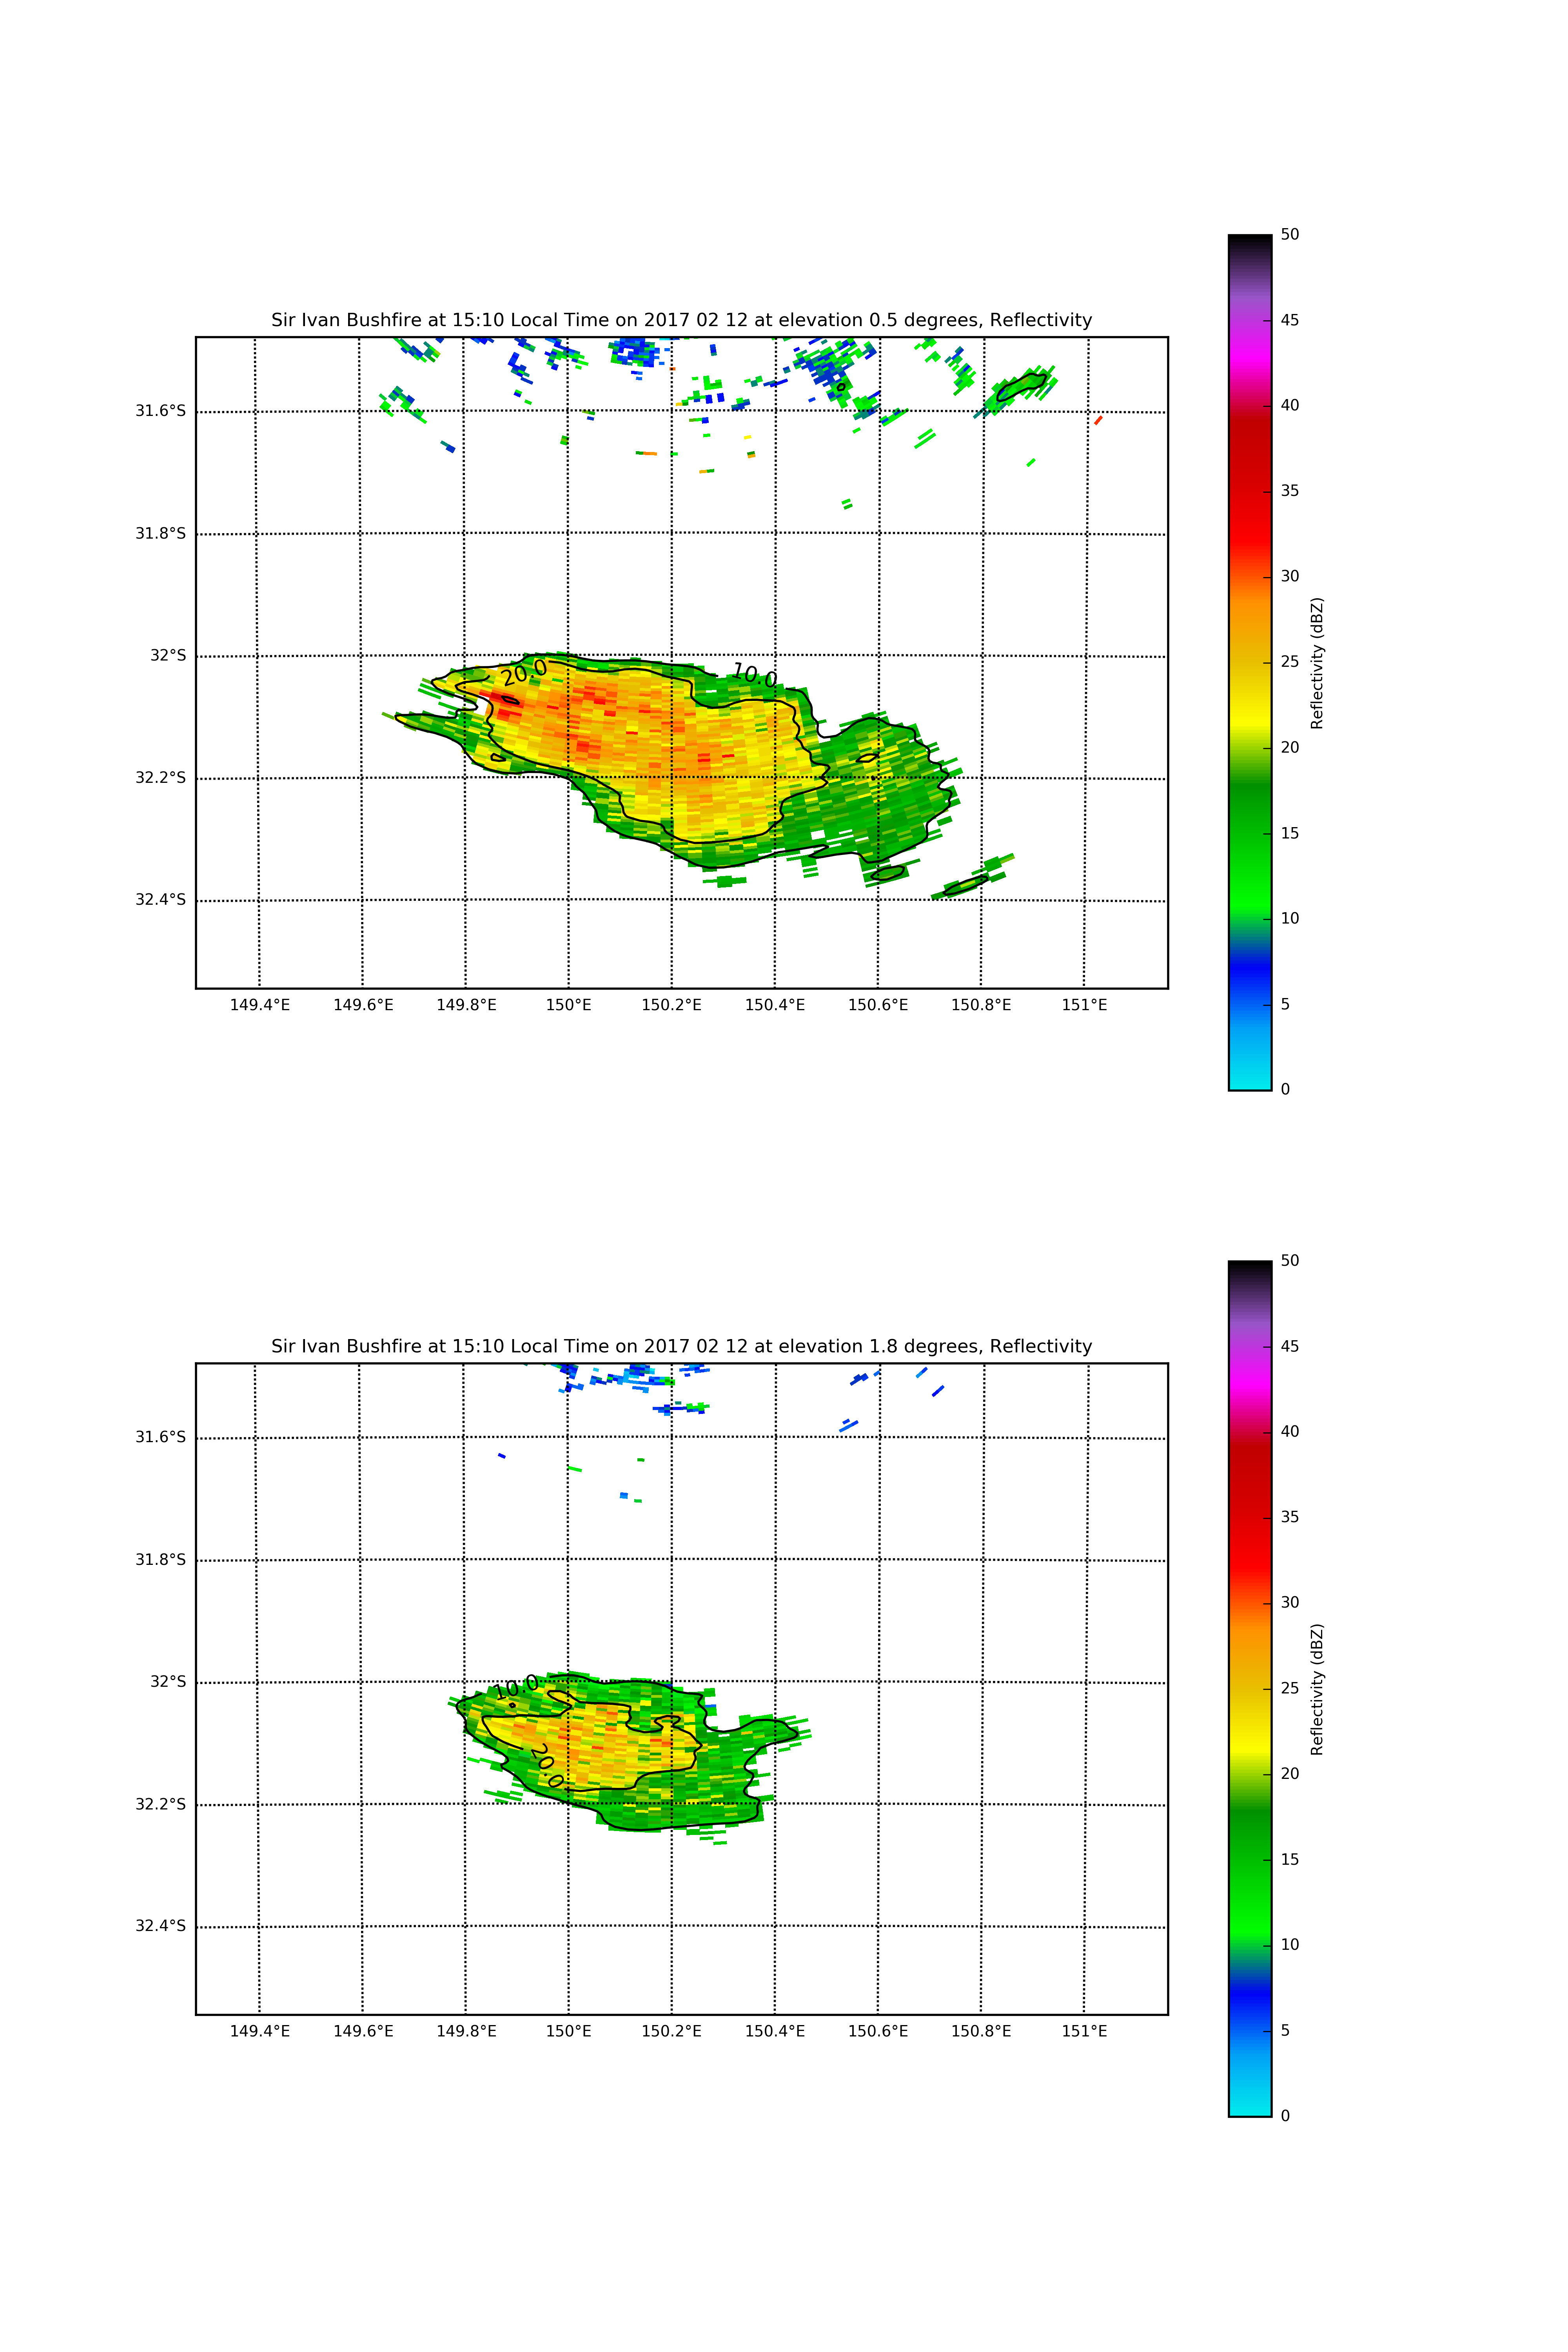 Sir Ivan Bushfire at 15:10 Local Time on 2017 02 12 at elevation 0.5 degrees, Reflectivity
31.6°S
31.8°S
32°S
32.2°S
32.4°S
20.0
10.0
149.4°E 149.6°E 149.8°E 150°E 150.2°E 150.4°E 150.6°E 150.8°E 151°E
50
45
40
35
30
25
20
15
10
5
0
Reflectivity (dBZ)
Sir Ivan Bushfire at 15:10 Local Time on 2017 02 12 at elevation 1.8 degrees, Reflectivity
31.6°S
31.8°S
32°S
32.2°S
32.4°S
10.0
20.0
149.4°E 149.6°E 149.8°E 150°E 150.2°E 150.4°E 150.6°E 150.8°E 151°E
50
45
40
35
30
25
20
15
10
5
0
Reflectivity (dBZ)